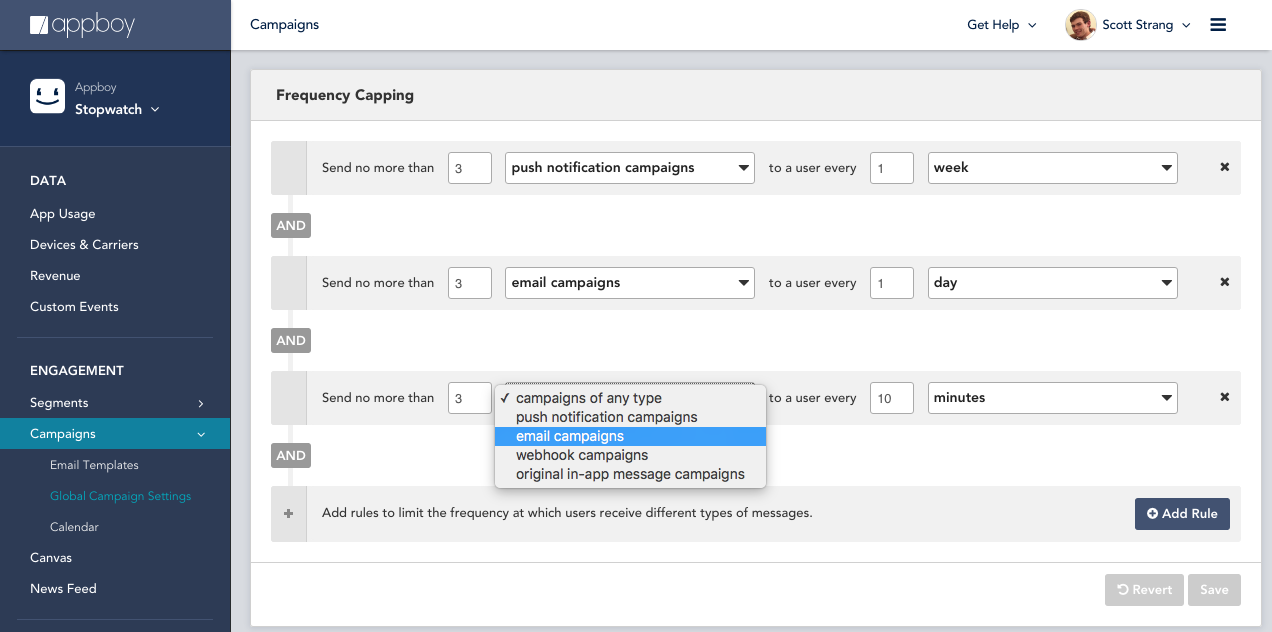 appboy
Campaigns
Get Help
Scott Strang
Appboy
Stopwatch
DATA
App Usage
Devices & Carriers
Revenue
Custom Events
ENGAGEMENT
Segments
Campaigns
Email Templates
Global Campaign Settings
Calendar
Canvas
News Feed
Frequency Capping
Send no more than 3 push notification campaigns to a user every 1 week
AND
Send no more than 3 email campaigns to a user every 1 day
AND
Send no more than 3 to a user every 10 minutes
✓ campaigns of any type
push notification campaigns
email campaigns
webhook campaigns
original in-app message campaigns
AND
Add rules to limit the frequency at which users receive different types of messages.
Add Rule
Revert
Save